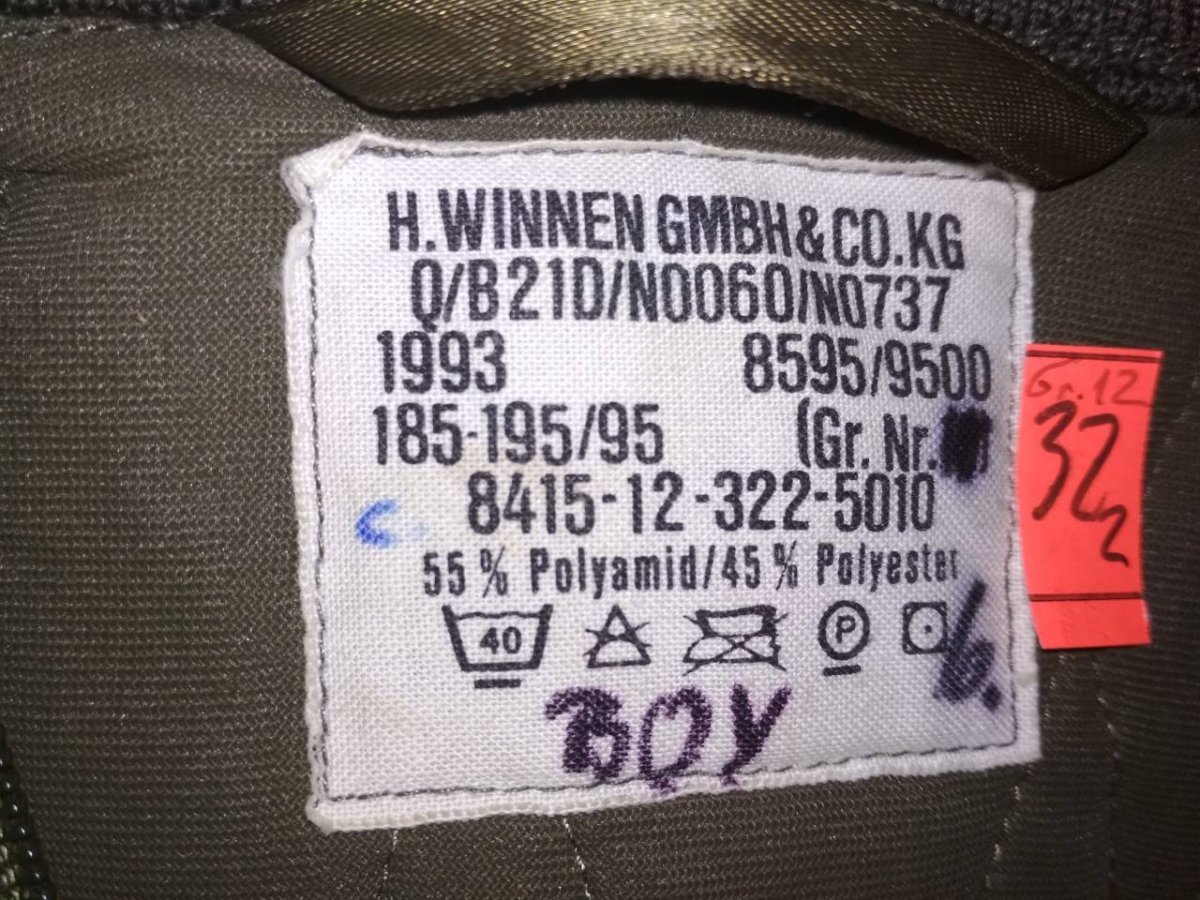 H. WINNEN GMBH & CO. KG
Q/B21D/N0060/N0737
1993 8595/9500
185-195/95 (Gr. Nr.
8415-12-322-5010
55 % Polyamid/45 % Polyester
40
P
BOY
Gr. 12
32